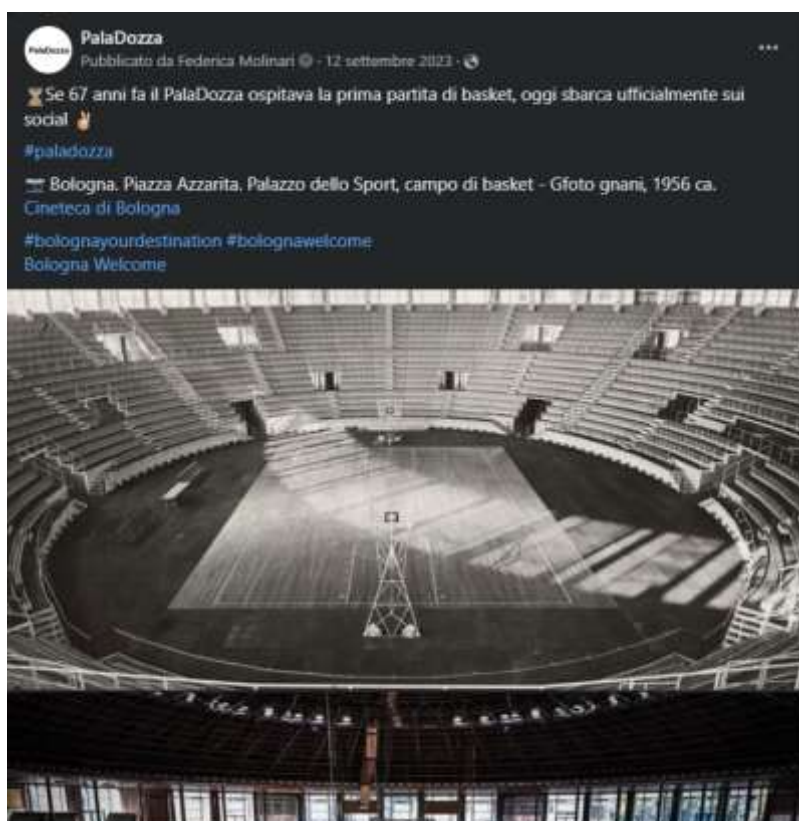 PalaDozza
PalaDozza
Pubblicato da Federica Molinari · 12 settembre 2023 ·
⏳Se 67 anni fa il PalaDozza ospitava la prima partita di basket, oggi sbarca ufficialmente sui
social ✌🏻
#paladozza
📷 Bologna. Piazza Azzarita. Palazzo dello Sport, campo di basket - Gfoto gnani, 1956 ca.
Cineteca di Bologna
#bolognayourdestination #bolognawelcome
Bologna Welcome